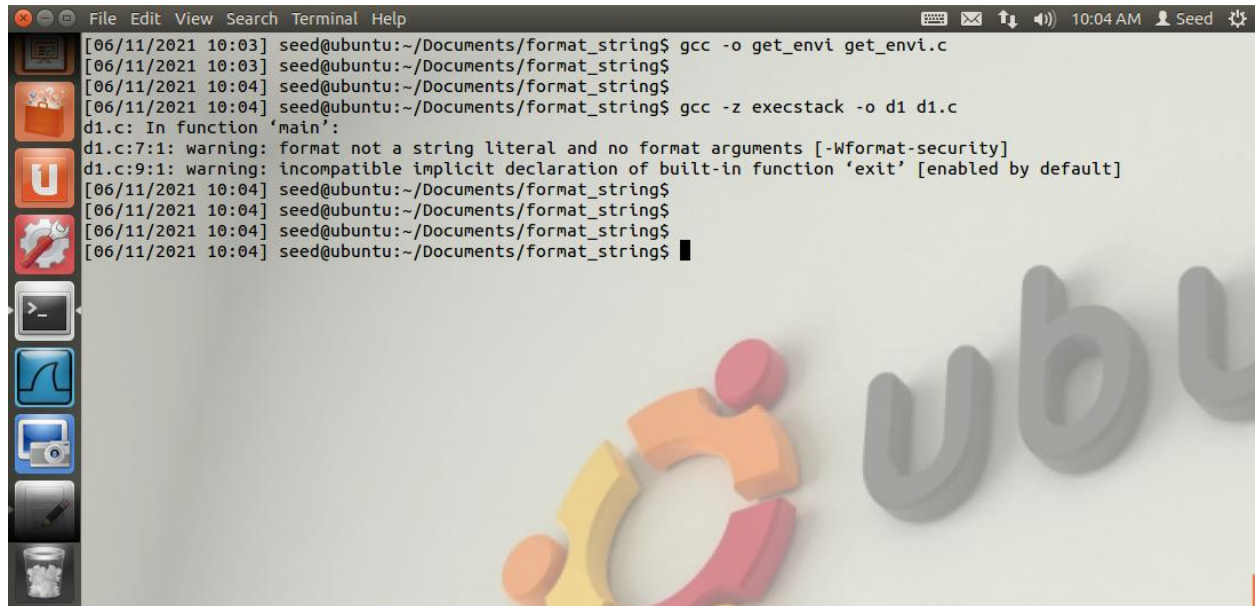 File Edit View Search Terminal Help 10:04 AM Seed
[06/11/2021 10:03] seed@ubuntu:~/Documents/format_string$ gcc -o get_envi get_envi.c
[06/11/2021 10:03] seed@ubuntu:~/Documents/format_string$
[06/11/2021 10:04] seed@ubuntu:~/Documents/format_string$
[06/11/2021 10:04] seed@ubuntu:~/Documents/format_string$ gcc -z execstack -o d1 d1.c
d1.c: In function ‘main’:
d1.c:7:1: warning: format not a string literal and no format arguments [-Wformat-security]
d1.c:9:1: warning: incompatible implicit declaration of built-in function ‘exit’ [enabled by default]
[06/11/2021 10:04] seed@ubuntu:~/Documents/format_string$
[06/11/2021 10:04] seed@ubuntu:~/Documents/format_string$
[06/11/2021 10:04] seed@ubuntu:~/Documents/format_string$
[06/11/2021 10:04] seed@ubuntu:~/Documents/format_string$
ubu